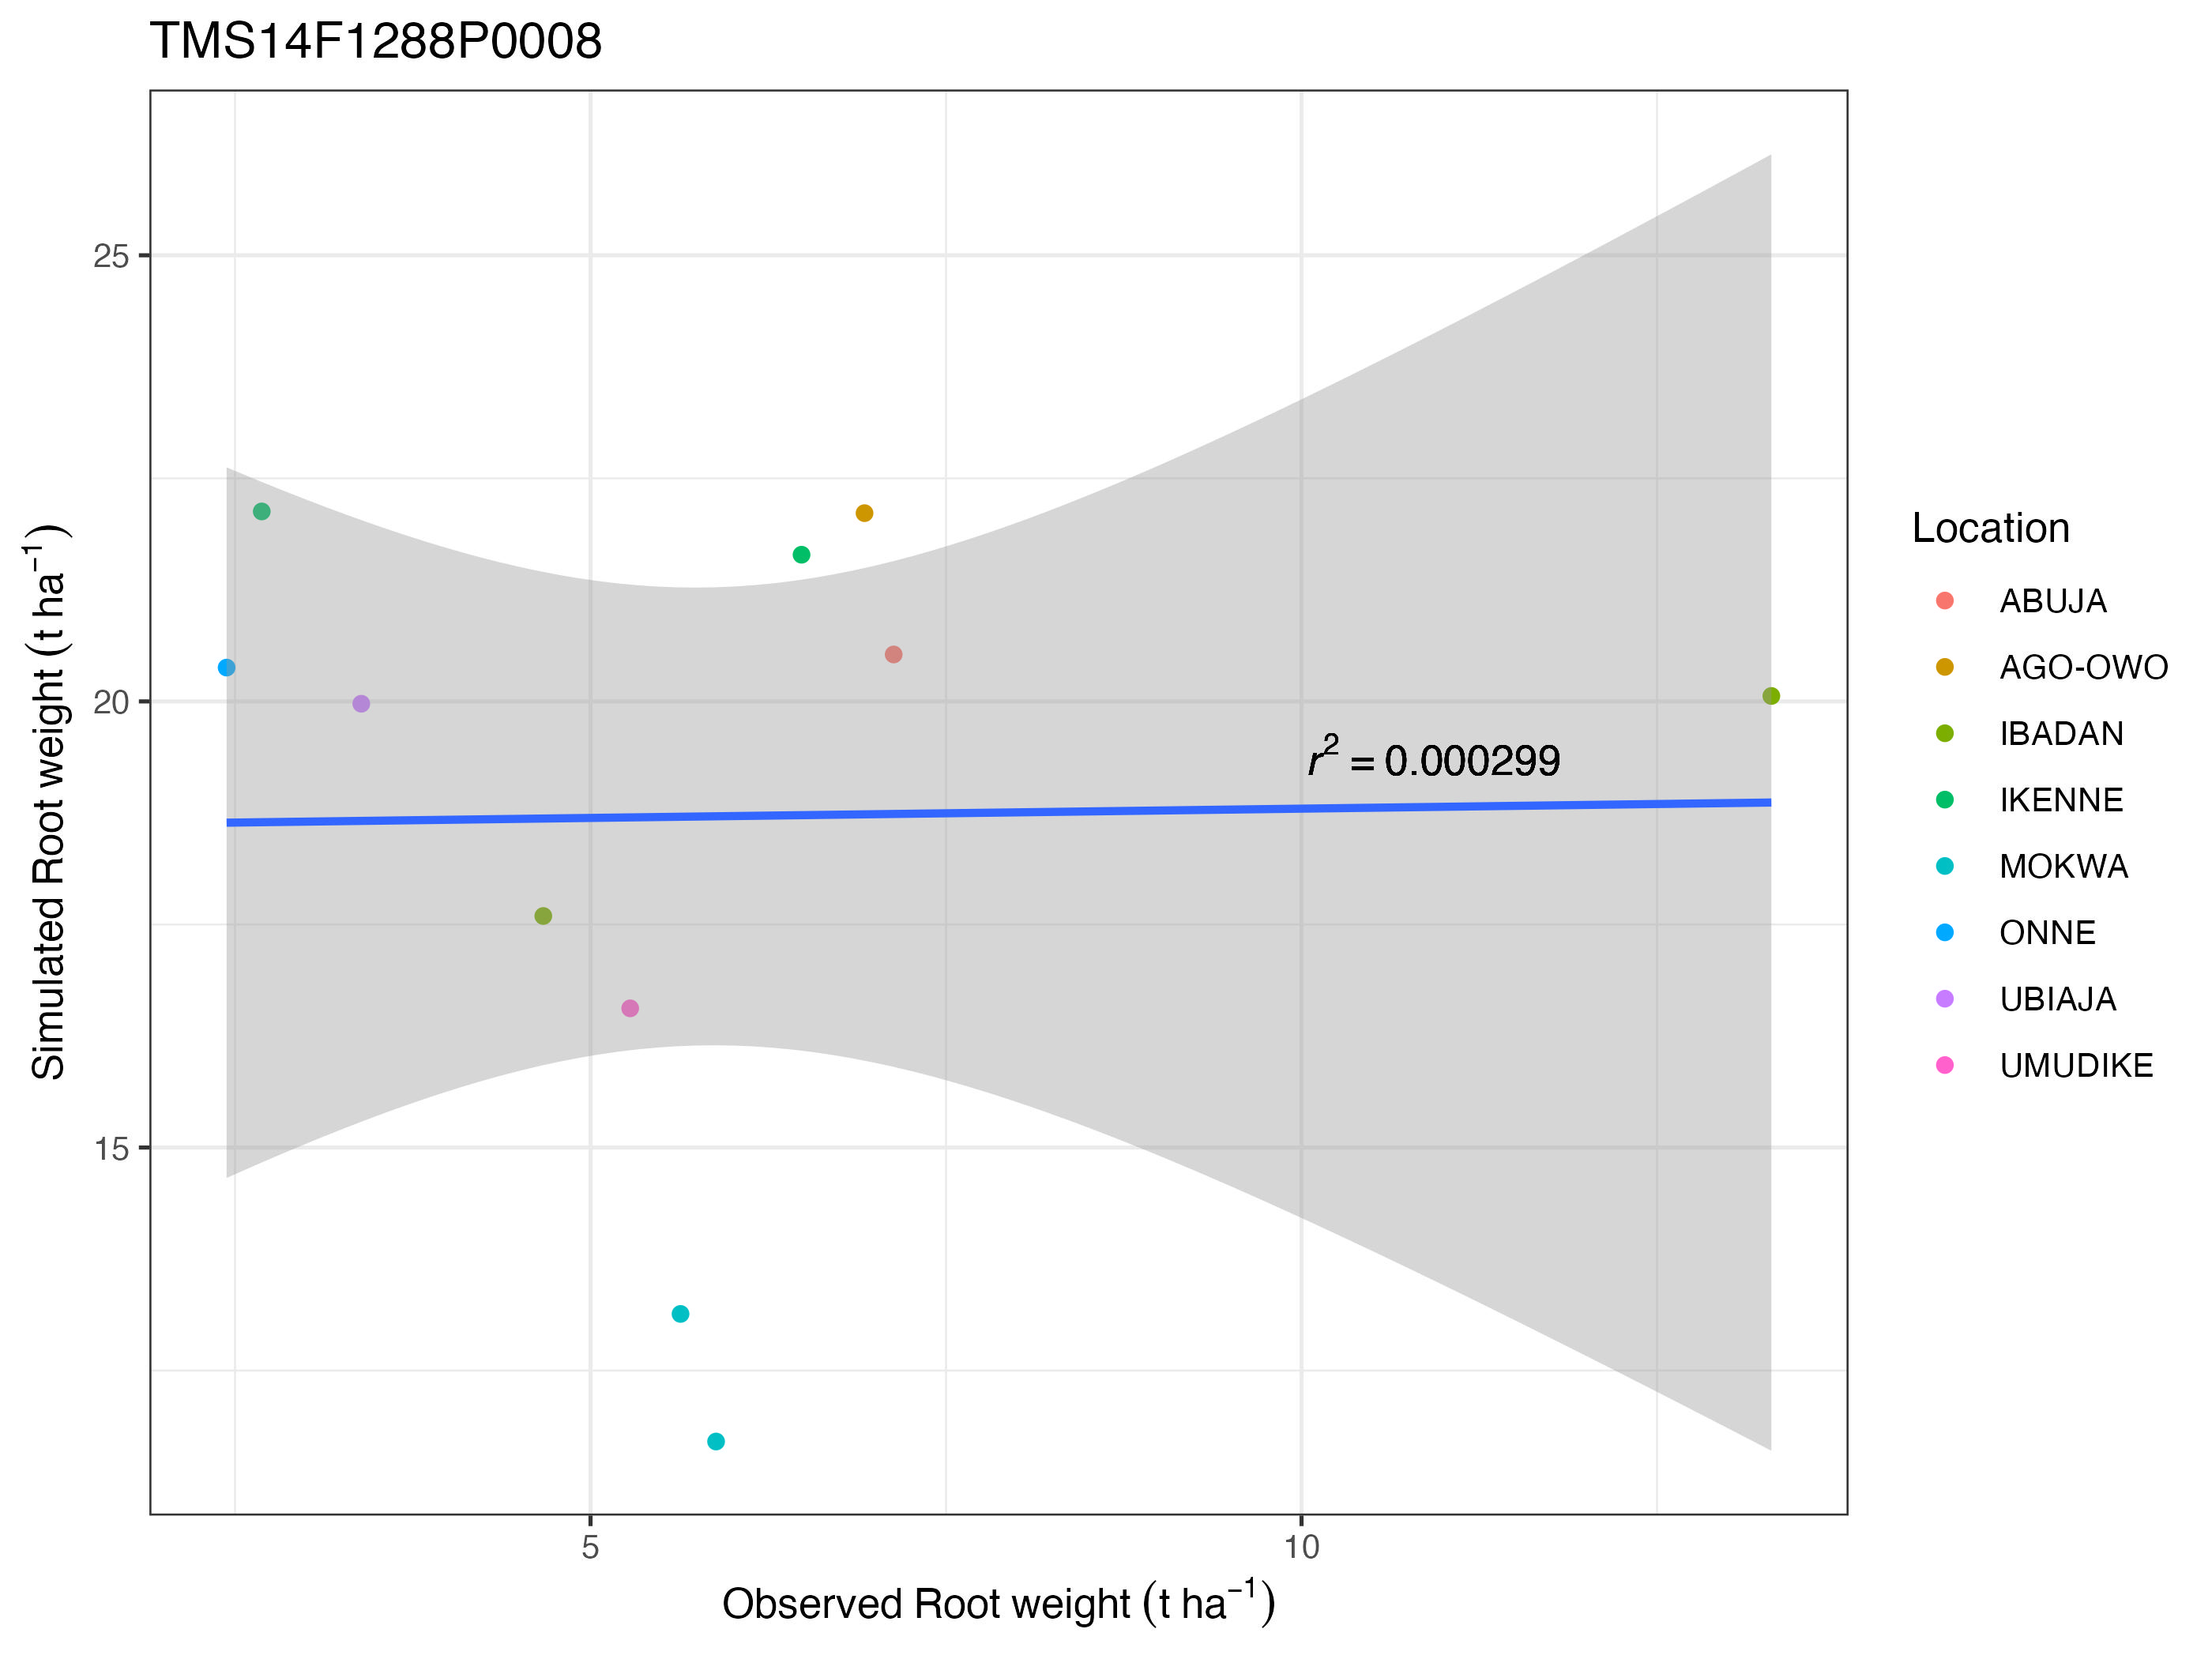 TMS14F1288P0008
25
20
15
Simulated Root weight (t ha⁻¹)
r² = 0.000299
5
10
Observed Root weight (t ha⁻¹)
Location
ABUJA
AGO-OWO
IBADAN
IKENNE
MOKWA
ONNE
UBIAJA
UMUDIKE